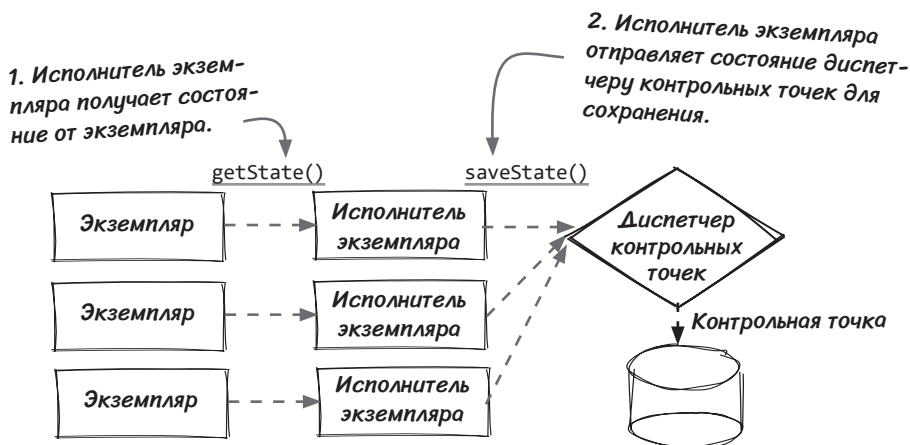 1. Исполнитель экзем-
пляра получает состоя-
ние от экземпляра.
2. Исполнитель экземпляра
отправляет состояние диспет-
черу контрольных точек для
сохранения.
getState()
saveState()
Экземпляр
Исполнитель
экземпляра
Диспетчер
контрольных
точек
Экземпляр
Исполнитель
экземпляра
Контрольная точка
Экземпляр
Исполнитель
экземпляра